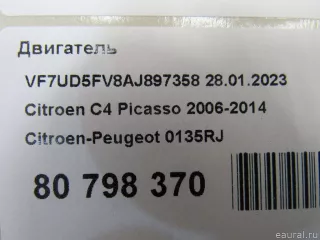 Двигатель
VF7UD5FV8AJ897358 28.01.2023
Citroen C4 Picasso 2006-2014
Citroen-Peugeot 0135RJ
80 798 370
eaural.ru